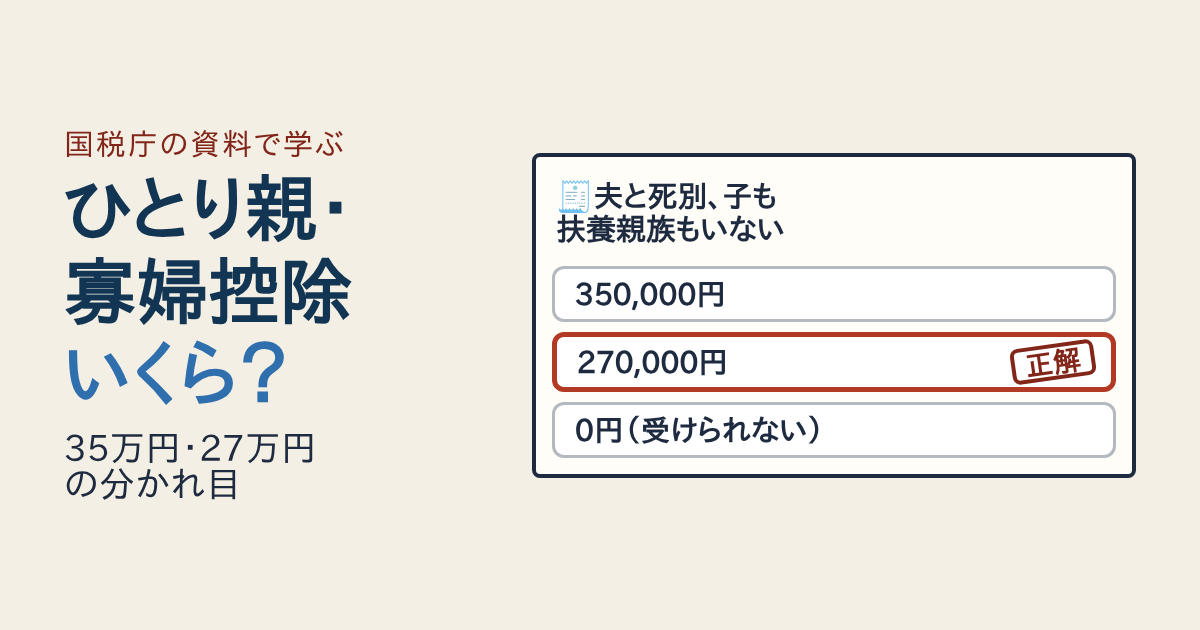 国税庁の資料で学ぶ
ひとり親・
寡婦控除
いくら？
35万円・27万円
の分かれ目
🧾夫と死別、子も
扶養親族もいない
350,000円
270,000円
正解
0円（受けられない）